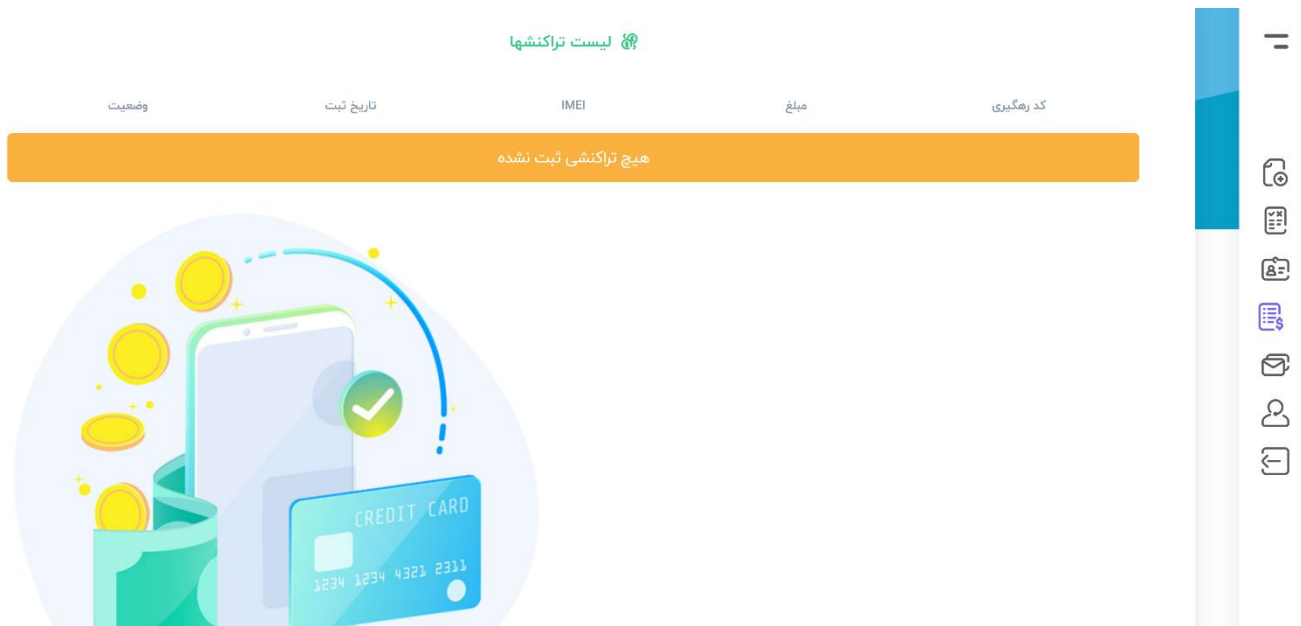 لیست تراکنشها
کد رهگیری مبلغ IMEI تاریخ ثبت وضعیت
هیچ تراکنشی ثبت نشده
CREDIT CARD
1234 1234 4321 2311